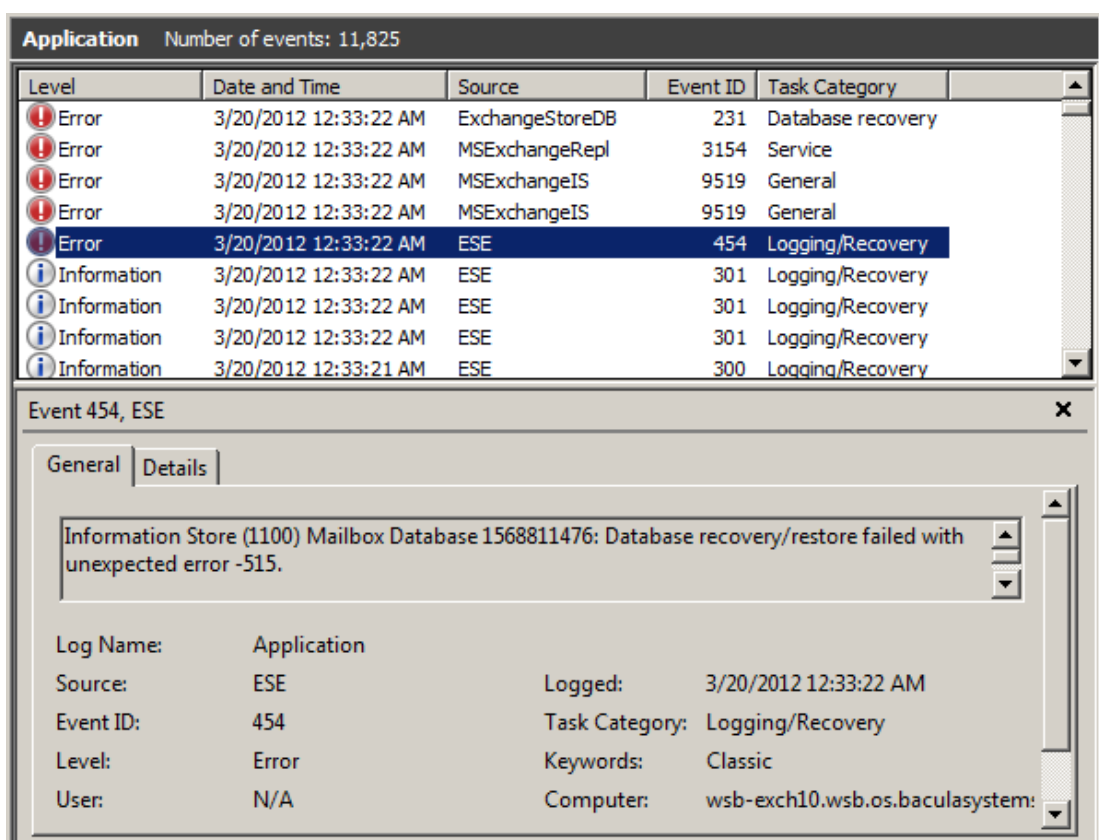 Application Number of events: 11,825
Level Date and Time Source Event ID Task Category
Error 3/20/2012 12:33:22 AM ExchangeStoreDB 231 Database recovery
Error 3/20/2012 12:33:22 AM MSExchangeRepl 3154 Service
Error 3/20/2012 12:33:22 AM MSExchangeIS 9519 General
Error 3/20/2012 12:33:22 AM MSExchangeIS 9519 General
Error 3/20/2012 12:33:22 AM ESE 454 Logging/Recovery
Information 3/20/2012 12:33:22 AM ESE 301 Logging/Recovery
Information 3/20/2012 12:33:22 AM ESE 301 Logging/Recovery
Information 3/20/2012 12:33:22 AM ESE 301 Logging/Recovery
Information 3/20/2012 12:33:21 AM ESE 300 Logging/Recovery
Event 454, ESE
General Details
Information Store (1100) Mailbox Database 1568811476: Database recovery/restore failed with
unexpected error -515.
Log Name: Application
Source: ESE Logged: 3/20/2012 12:33:22 AM
Event ID: 454 Task Category: Logging/Recovery
Level: Error Keywords: Classic
User: N/A Computer: wsb-exch10.wsb.os.baculasystems